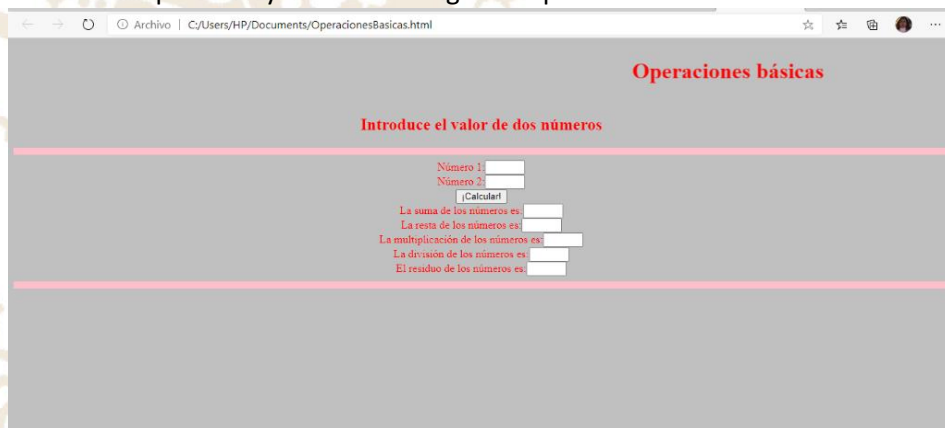 Archivo | C:/Users/HP/Documents/OperacionesBasicas.html
Operaciones básicas
Introduce el valor de dos números
Número 1:
Número 2:
¡Calcular!
La suma de los números es:
La resta de los números es:
La multiplicación de los números es:
La división de los números es:
El residuo de los números es: